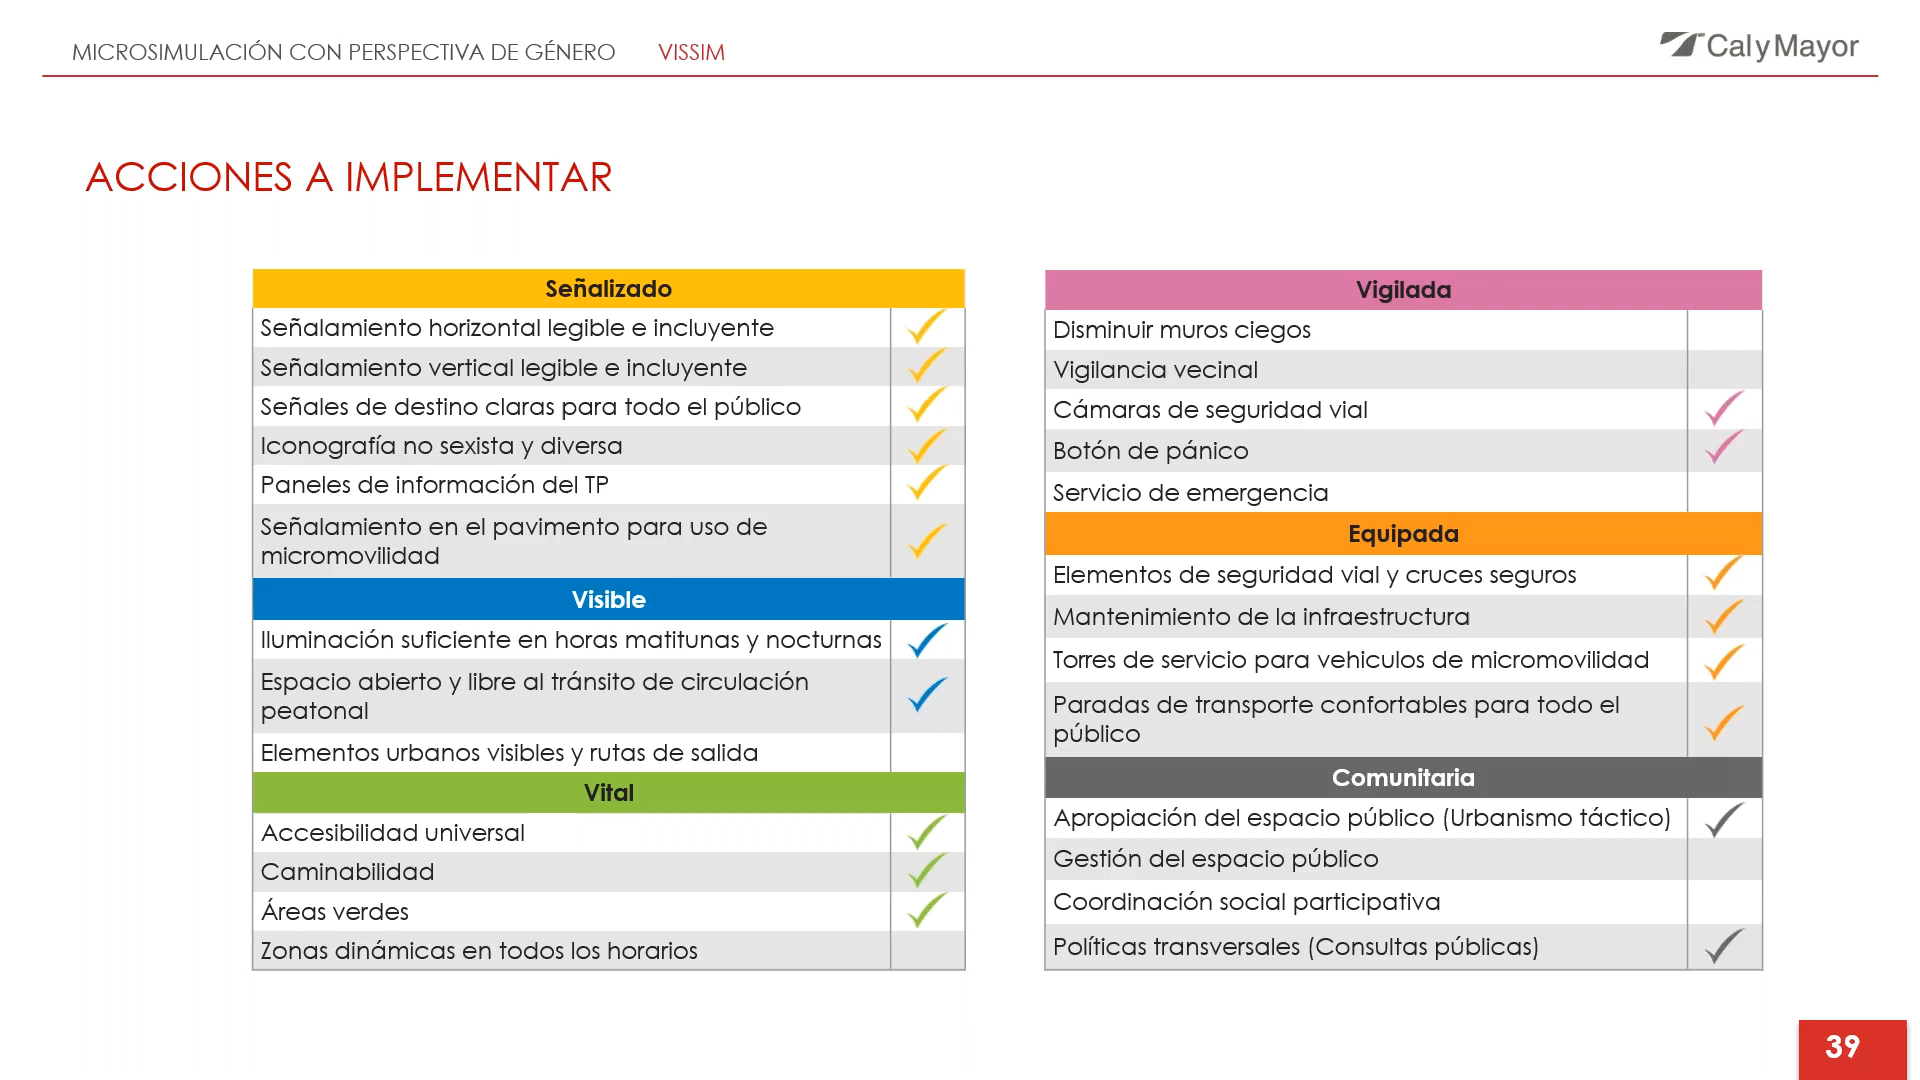 MICROSIMULACIÓN CON PERSPECTIVA DE GÉNERO VISSIM
CalyMayor
ACCIONES A IMPLEMENTAR
Señalizado
Señalamiento horizontal legible e incluyente
Señalamiento vertical legible e incluyente
Señales de destino claras para todo el público
Iconografía no sexista y diversa
Paneles de información del TP
Señalamiento en el pavimento para uso de
micromovilidad
Visible
Iluminación suficiente en horas matitunas y nocturnas
Espacio abierto y libre al tránsito de circulación
peatonal
Elementos urbanos visibles y rutas de salida
Vital
Accesibilidad universal
Caminabilidad
Áreas verdes
Zonas dinámicas en todos los horarios
Vigilada
Disminuir muros ciegos
Vigilancia vecinal
Cámaras de seguridad vial
Botón de pánico
Servicio de emergencia
Equipada
Elementos de seguridad vial y cruces seguros
Mantenimiento de la infraestructura
Torres de servicio para vehiculos de micromovilidad
Paradas de transporte confortables para todo el
público
Comunitaria
Apropiación del espacio público (Urbanismo táctico)
Gestión del espacio público
Coordinación social participativa
Políticas transversales (Consultas públicas)
39